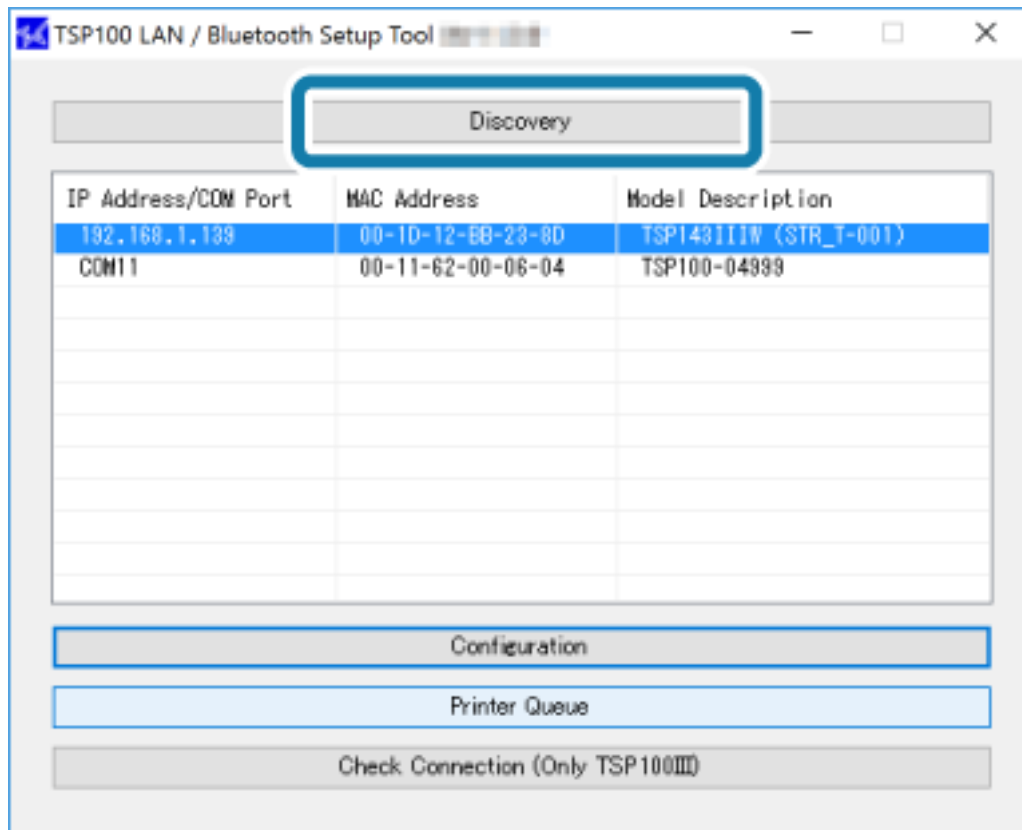 TSP100 LAN / Bluetooth Setup Tool
Discovery
IP Address/COM Port MAC Address Model Description
192.168.1.139 00-1D-12-BB-23-8D TSP143IIIW (STR_T-001)
COM11 00-11-62-00-06-04 TSP100-04999
Configuration
Printer Queue
Check Connection (Only TSP100Ⅲ)